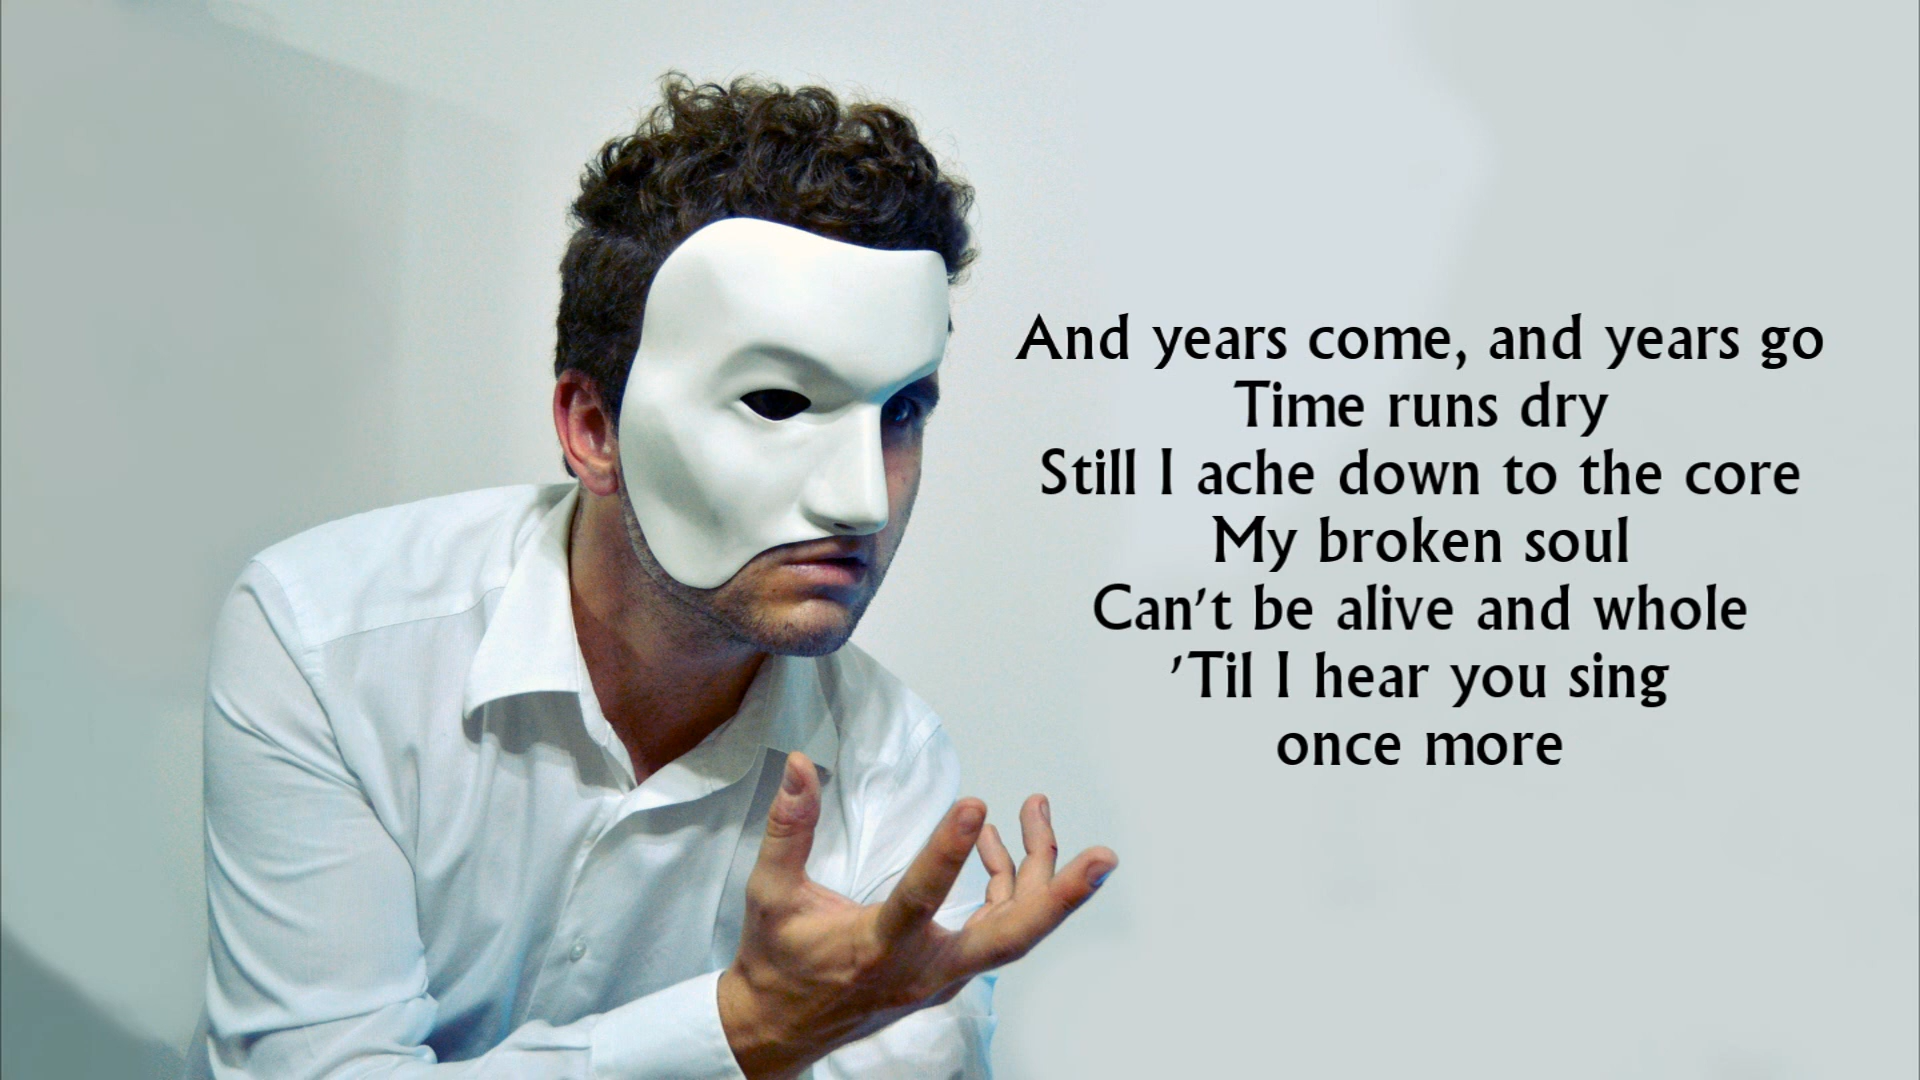 And years come, and years go
Time runs dry
Still I ache down to the core
My broken soul
Can't be alive and whole
'Til I hear you sing
once more